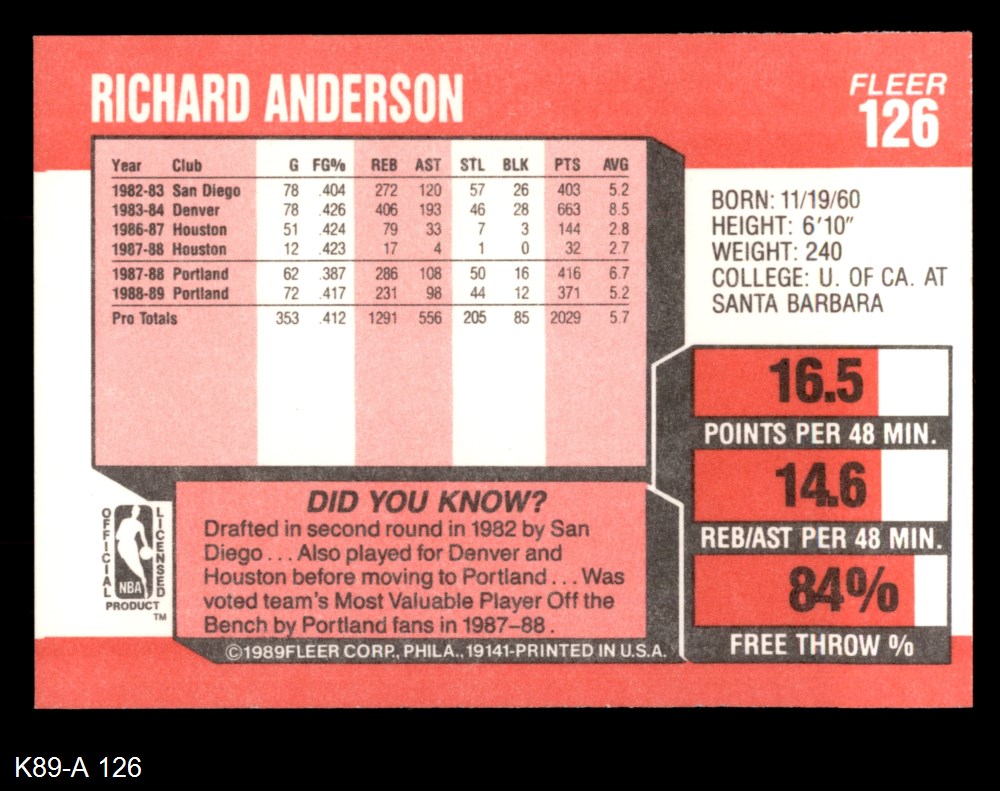 RICHARD ANDERSON
FLEER
126
Year Club G FG% REB AST STL BLK PTS AVG
1982-83 San Diego 78 .404 272 120 57 26 403 5.2
1983-84 Denver 78 .426 406 193 46 28 663 8.5
1986-87 Houston 51 .424 79 33 7 3 144 2.8
1987-88 Houston 12 .423 17 4 1 0 32 2.7
1987-88 Portland 62 .387 286 108 50 16 416 6.7
1988-89 Portland 72 .417 231 98 44 12 371 5.2
Pro Totals 353 .412 1291 556 205 85 2029 5.7
BORN: 11/19/60
HEIGHT: 6'10"
WEIGHT: 240
COLLEGE: U. OF CA. AT
SANTA BARBARA
16.5
POINTS PER 48 MIN.
14.6
REB/AST PER 48 MIN.
84%
FREE THROW %
OFFICIAL
LICENSED
NBA
PRODUCT
TM
DID YOU KNOW?
Drafted in second round in 1982 by San
Diego . . . Also played for Denver and
Houston before moving to Portland . . . Was
voted team's Most Valuable Player Off the
Bench by Portland fans in 1987–88 .
©1989FLEER CORP., PHILA., 19141-PRINTED IN U.S.A.
K89-A 126